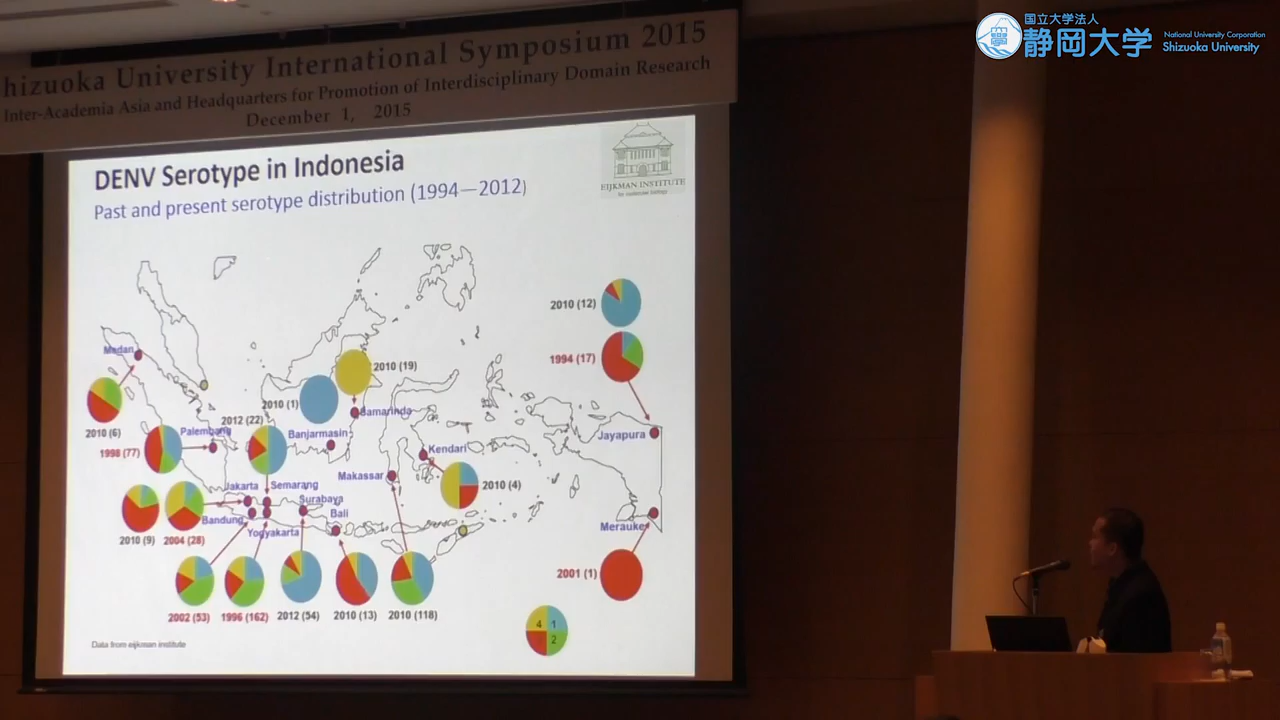 国立大学法人
静岡大学
National University Corporation
Shizuoka University
hizuoka University International Symposium 2015
Inter-Academia Asia and Headquarters for Promotion of Interdisciplinary Domain Research
December 1, 2015
DENV Serotype in Indonesia
Past and present serotype distribution (1994—2012)
EIJKMAN INSTITUTE
for molecular biology
2010 (12)
1994 (17)
Medan
2010 (19)
2010 (1)
Samarinda
2010 (6)
2012 (22)
Palembang
Banjarmasin
Jayapura
1998 (77)
Kendari
Makassar
2010 (4)
Jakarta
Semarang
Surabaya
Bandung
Bali
Merauke
Yogyakarta
2010 (9)
2004 (28)
2001 (1)
2002 (53)
1996 (162)
2012 (54)
2010 (13)
2010 (118)
4 1
2
Data from eijkman institute